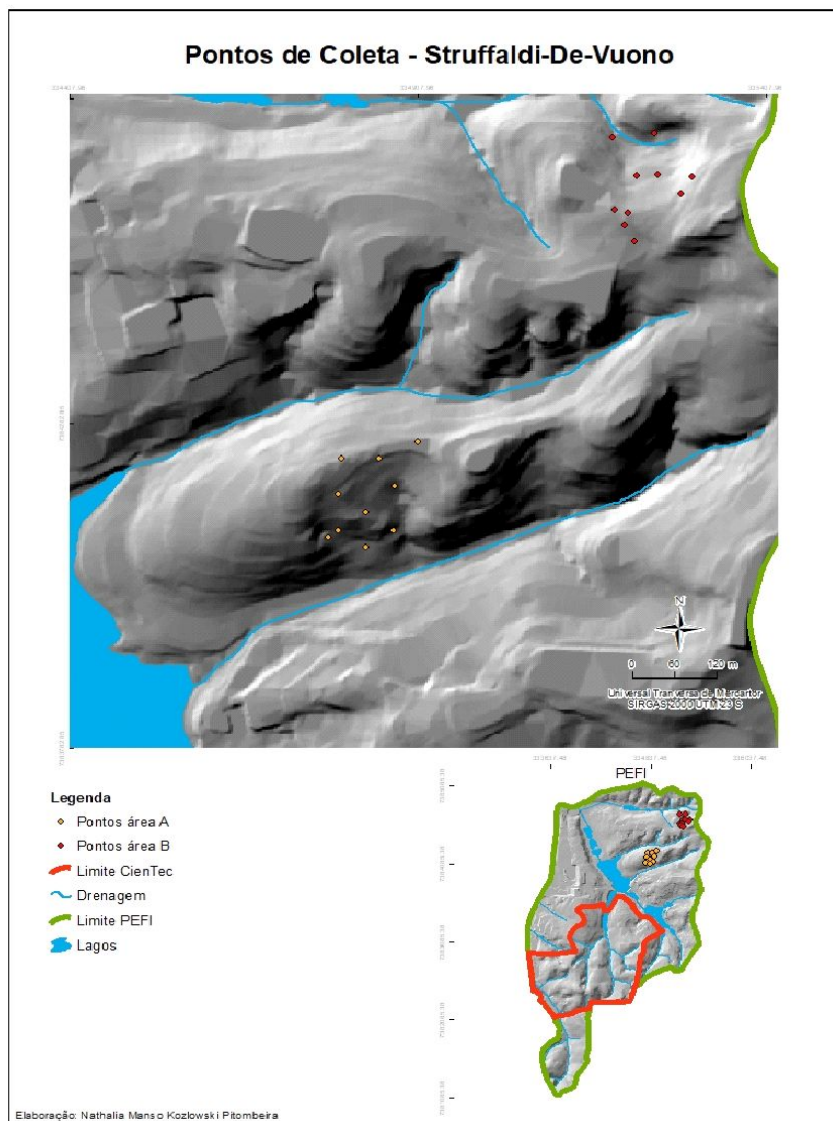 Pontos de Coleta - Struffaldi-De-Vuono
N
0 60 120 m
Universal Tranversa de Mercartor
SIRGAS 2000 UTM 23 S
PEFI
Legenda
Pontos área A
Pontos área B
Limite CienTec
Drenagem
Limite PEFI
Lagos
Elaboração: Nathalia Manso Kozlowski Pitombeira